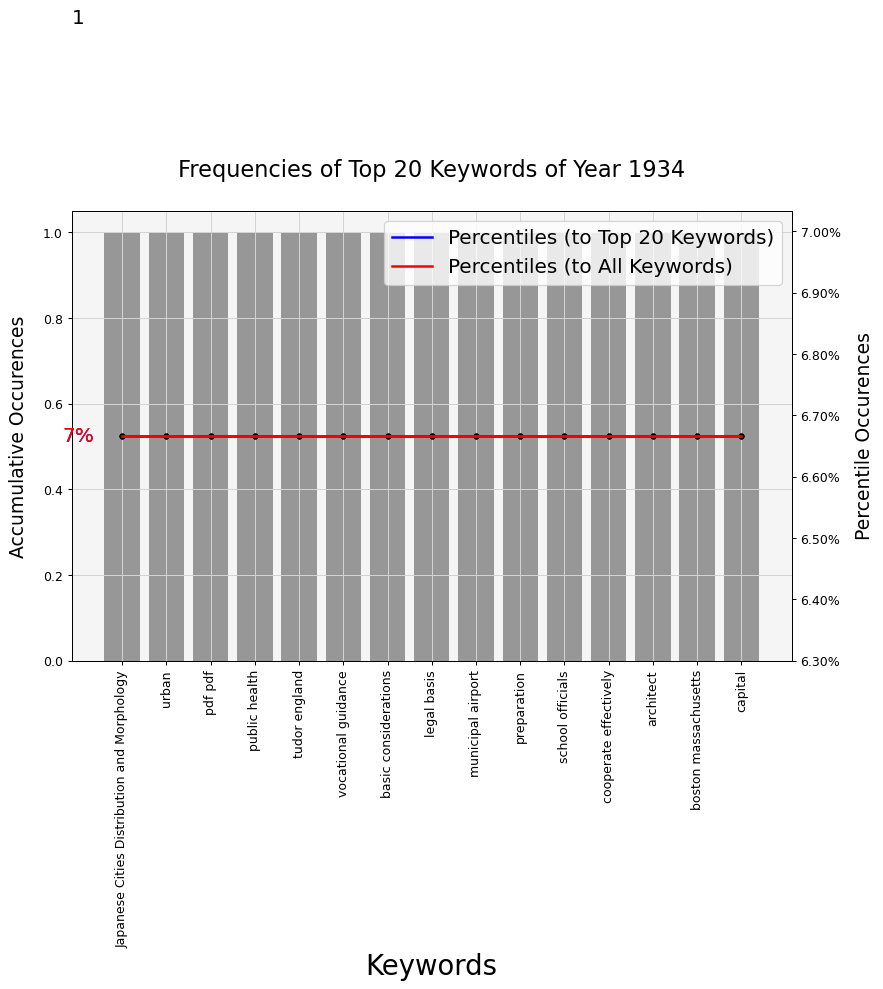 1
Frequencies of Top 20 Keywords of Year 1934
Percentiles (to Top 20 Keywords)
Percentiles (to All Keywords)
Accumulative Occurences
1.0
0.8
0.6
0.4
0.2
0.0
7%
7.00%
6.90%
6.80%
6.70%
6.60%
6.50%
6.40%
6.30%
Percentile Occurences
Japanese Cities Distribution and Morphology
urban
pdf pdf
public health
tudor england
vocational guidance
basic considerations
legal basis
municipal airport
preparation
school officials
cooperate effectively
architect
boston massachusetts
capital
Keywords